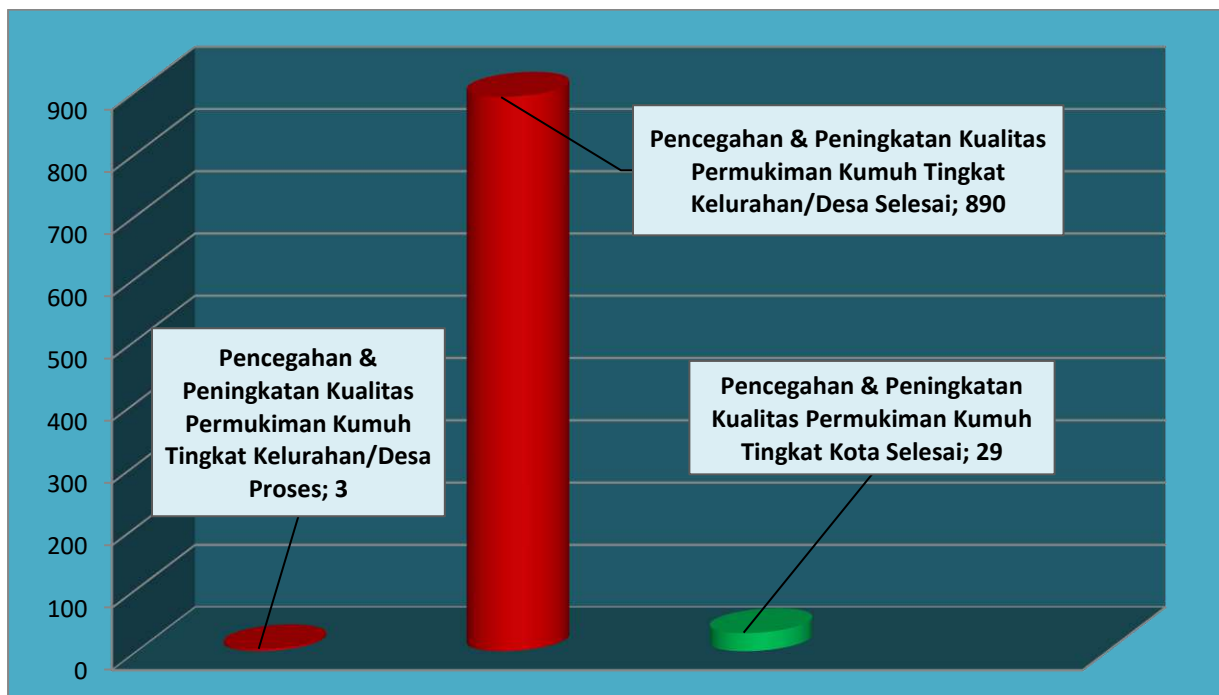 900
800
700
600
500
400
300
200
100
0
Pencegahan &
Peningkatan Kualitas
Permukiman Kumuh
Tingkat Kelurahan/Desa
Proses; 3
Pencegahan & Peningkatan Kualitas
Permukiman Kumuh Tingkat
Kelurahan/Desa Selesai; 890
Pencegahan & Peningkatan
Kualitas Permukiman Kumuh
Tingkat Kota Selesai; 29